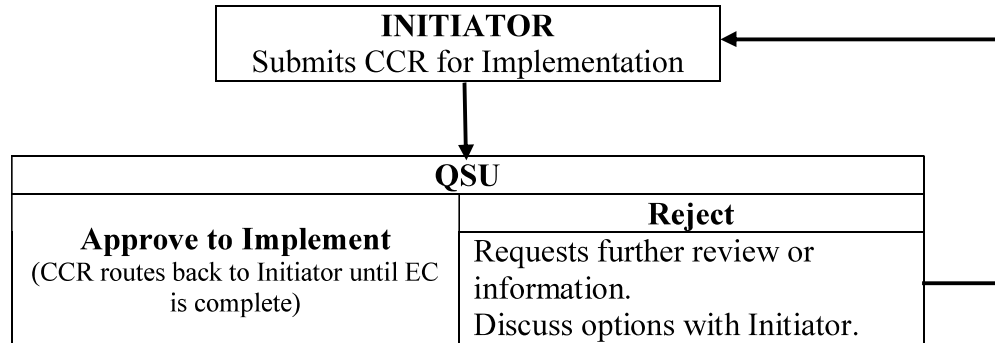 INITIATOR
Submits CCR for Implementation
QSU
Approve to Implement
(CCR routes back to Initiator until EC
is complete)
Reject
Requests further review or
information.
Discuss options with Initiator.